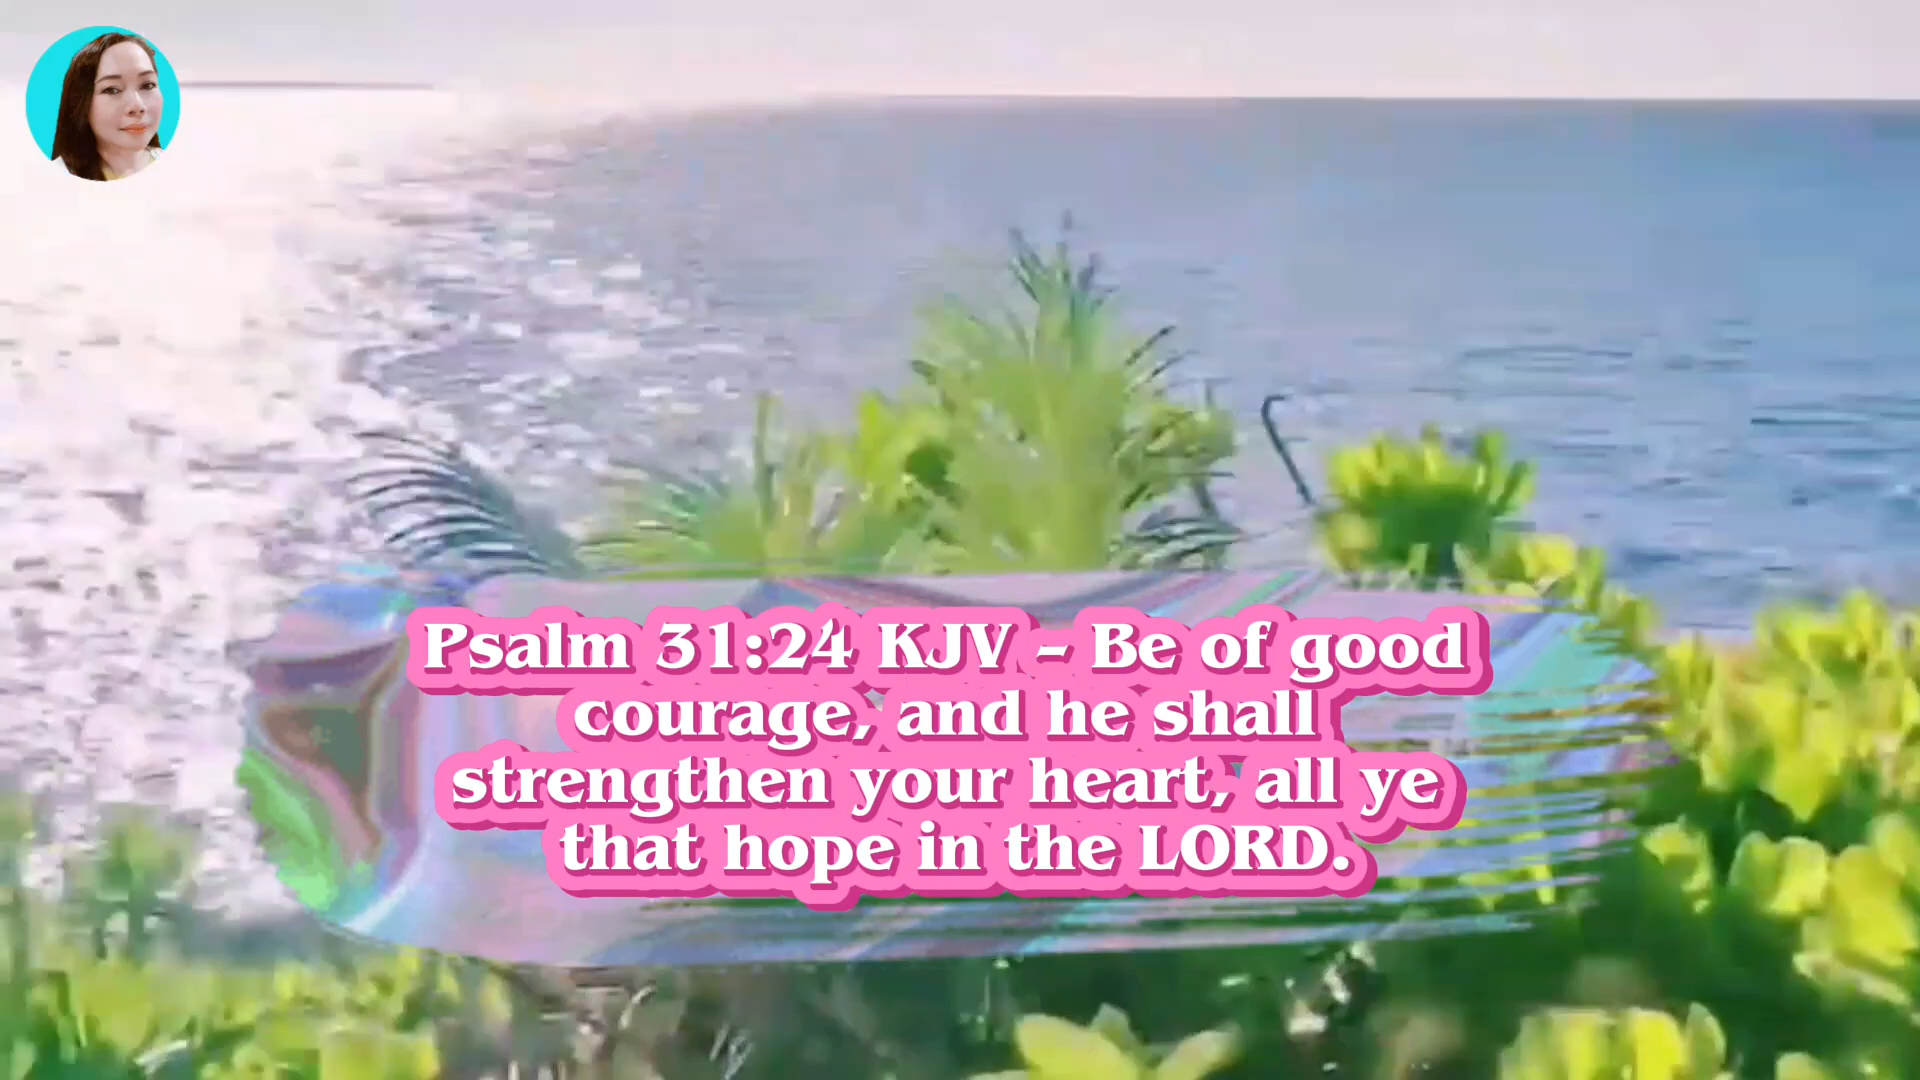 Psalm 31:24 KJV - Be of good
courage, and he shall
strengthen your heart, all ye
that hope in the LORD.